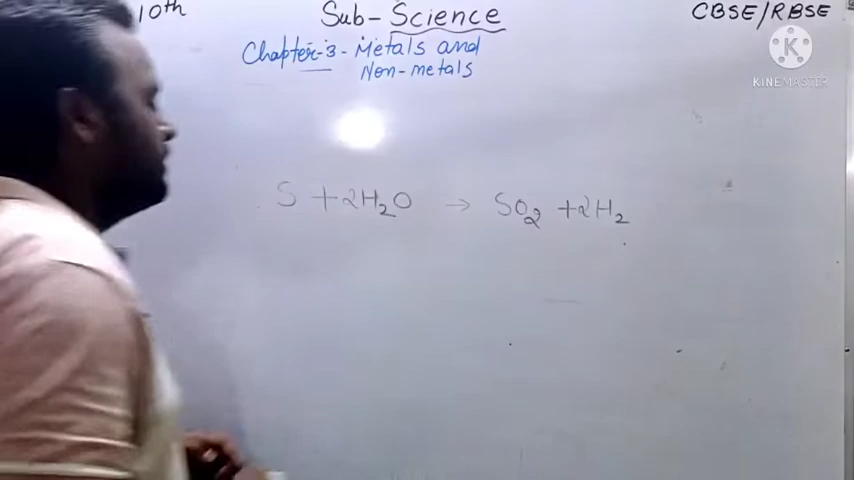 10th
Sub-Science
CBSE/RBSE
Chapter-3- Metals and
Non-metals
K
KINEMASTER
S + 2H₂O → SO₂ + 2H₂